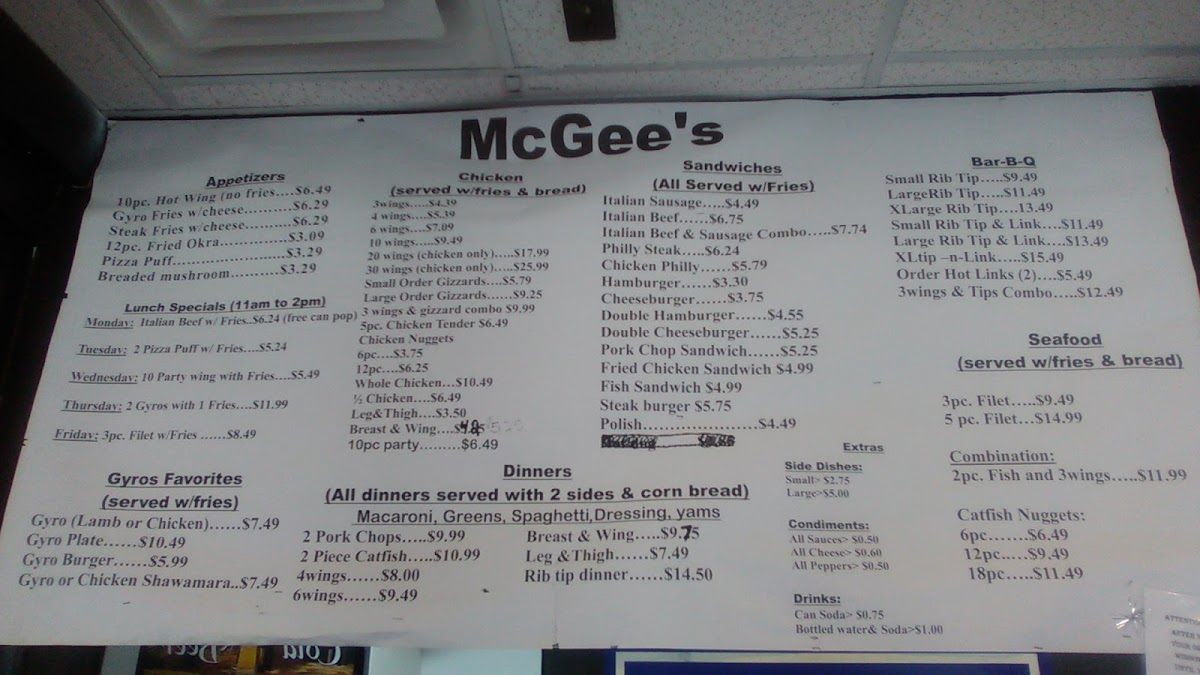 McGee's
Appetizers
10pc. Hot Wing (no fries....$6.49
Gyro Fries w/cheese..........$6.29
Steak Fries w/cheese.........$6.29
12pc. Fried Okra..............$3.09
Pizza Puff........................$3.29
Breaded mushroom..........$3.29
Lunch Specials (11am to 2pm)
Monday: Italian Beef w/ Fries..$6.24 (free can pop)
Tuesday: 2 Pizza Puff w/ Fries....$5.24
Wednesday: 10 Party wing with Fries....$5.49
Thursday: 2 Gyros with 1 Fries....$11.99
Friday: 3pc. Filet w/Fries ......$8.49
Gyros Favorites
(served w/fries)
Gyro (Lamb or Chicken)......$7.49
Gyro Plate......$10.49
Gyro Burger......$5.99
Gyro or Chicken Shawamara..$7.49
Chicken
(served w/fries & bread)
3wings.....$4.39
4 wings....$5.39
6 wings....$7.09
10 wings....$9.49
20 wings (chicken only)....$17.99
30 wings (chicken only)....$25.99
Small Order Gizzards....$5.79
Large Order Gizzards......$9.25
3 wings & gizzard combo $9.99
5pc. Chicken Tender $6.49
Chicken Nuggets
6pc....$3.75
12pc....$6.25
Whole Chicken...$10.49
½ Chicken....$6.49
Leg&Thigh....$3.50
Breast & Wing....
10pc party.........$6.49
Sandwiches
(All Served w/Fries)
Italian Sausage.....$4.49
Italian Beef......$6.75
Italian Beef & Sausage Combo.....$7.74
Philly Steak.....$6.24
Chicken Philly......$5.79
Hamburger......$3.30
Cheeseburger......$3.75
Double Hamburger......$4.55
Double Cheeseburger......$5.25
Pork Chop Sandwich......$5.25
Fried Chicken Sandwich $4.99
Fish Sandwich $4.99
Steak burger $5.75
Polish.....................$4.49
Dinners
(All dinners served with 2 sides & corn bread)
Macaroni, Greens, Spaghetti,Dressing, yams
2 Pork Chops.....$9.99
2 Piece Catfish.....$10.99
4wings......$8.00
6wings......$9.49
Breast & Wing.....$9.75
Leg &Thigh......$7.49
Rib tip dinner......$14.50
Extras
Side Dishes:
Small> $2.75
Large>$5.00
Condiments:
All Sauces> $0.50
All Cheese> $0.60
All Peppers> $0.50
Drinks:
Can Soda> $0.75
Bottled water& Soda>$1.00
Bar-B-Q
Small Rib Tip.....$9.49
LargeRib Tip.....$11.49
XLarge Rib Tip....13.49
Small Rib Tip & Link....$11.49
Large Rib Tip & Link....$13.49
XLtip –n-Link....$15.49
Order Hot Links (2)....$5.49
3wings & Tips Combo.....$12.49
Seafood
(served w/fries & bread)
3pc. Filet.....$9.49
5 pc. Filet...$14.99
Combination:
2pc. Fish and 3wings.....$11.99
Catfish Nuggets:
6pc......$6.49
12pc....$9.49
18pc.....$11.49
Beer
Cola
ATTENTIO
AFTER
YOUR
WINNIN
UNTIL